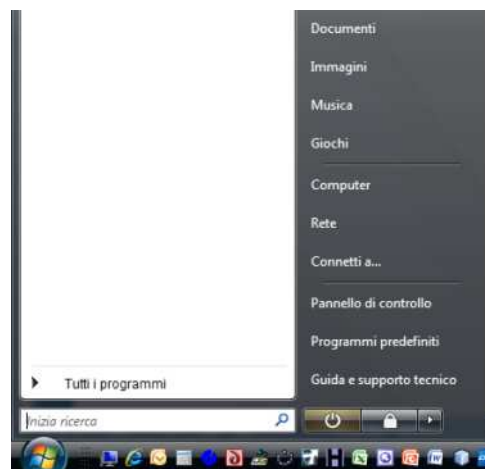 Documenti
Immagini
Musica
Giochi
Computer
Rete
Connetti a...
Pannello di controllo
Programmi predefiniti
Guida e supporto tecnico
Tutti i programmi
Inizia ricerca